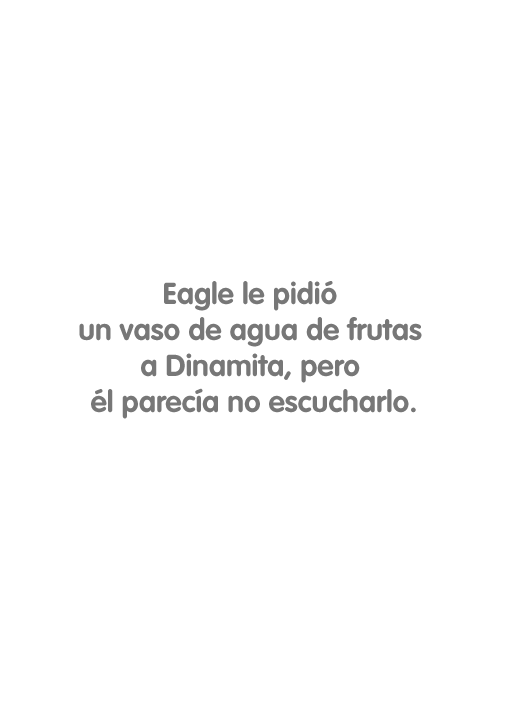 Eagle le pidió
un vaso de agua de frutas
a Dinamita, pero
él parecía no escucharlo.